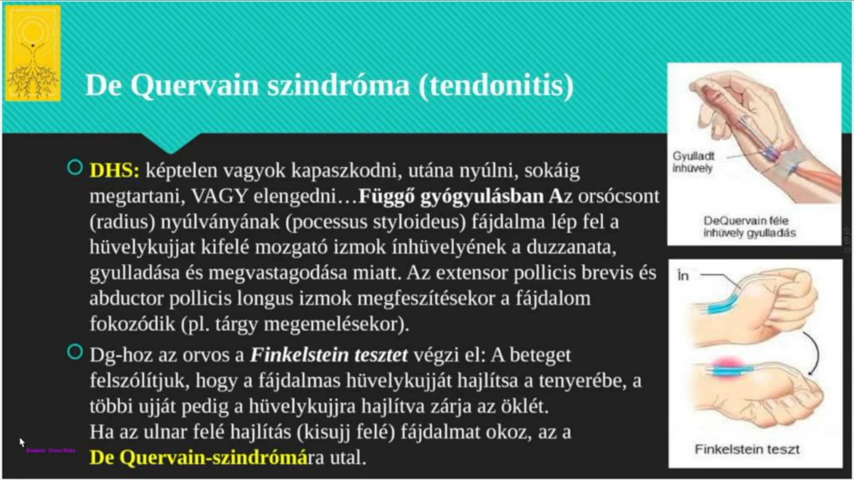 De Quervain szindróma (tendonitis)
DHS: képtelen vagyok kapaszkodni, utána nyúlni, sokáig
megtartani, VAGY elengedni…Függő gyógyulásban Az orsócsont
(radius) nyúlványának (pocessus styloideus) fájdalma lép fel a
hüvelykujjat kifelé mozgató izmok ínhüvelyének a duzzanata,
gyulladása és megvastagodása miatt. Az extensor pollicis brevis és
abductor pollicis longus izmok megfeszítésekor a fájdalom
fokozódik (pl. tárgy megemelésekor).
Dg-hoz az orvos a Finkelstein tesztet végzi el: A beteget
felszólítjuk, hogy a fájdalmas hüvelykujját hajlítsa a tenyerébe, a
többi ujját pedig a hüvelykujjra hajlítva zárja az öklét.
Ha az ulnar felé hajlítás (kisujj felé) fájdalmat okoz, az a
De Quervain-szindrómára utal.
Gyulladt
ínhüvely
DeQuervain féle
ínhüvely gyulladás
Ín
Finkelstein teszt